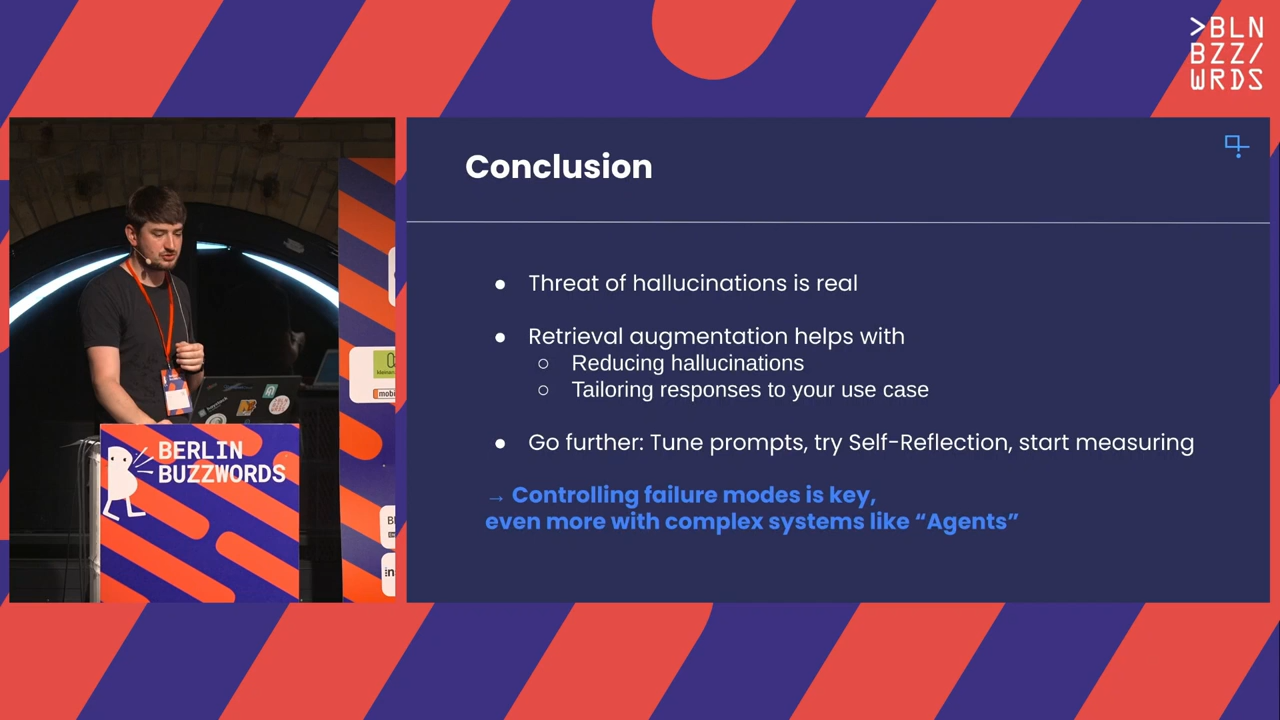 >BLN
BZZ/
WRDS
Conclusion
● Threat of hallucinations is real
● Retrieval augmentation helps with
○ Reducing hallucinations
○ Tailoring responses to your use case
● Go further: Tune prompts, try Self-Reflection, start measuring
→ Controlling failure modes is key,
even more with complex systems like “Agents”
BERLIN
BUZZWORDS